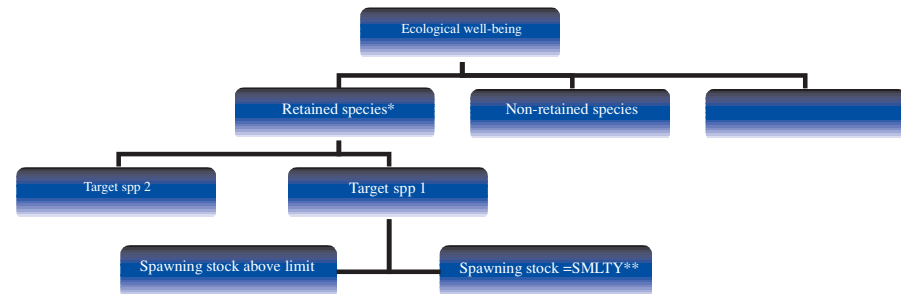 Ecological well-being
Retained species*
Non-retained species
Target spp 2
Target spp 1
Spawning stock above limit
Spawning stock =SMLTY**